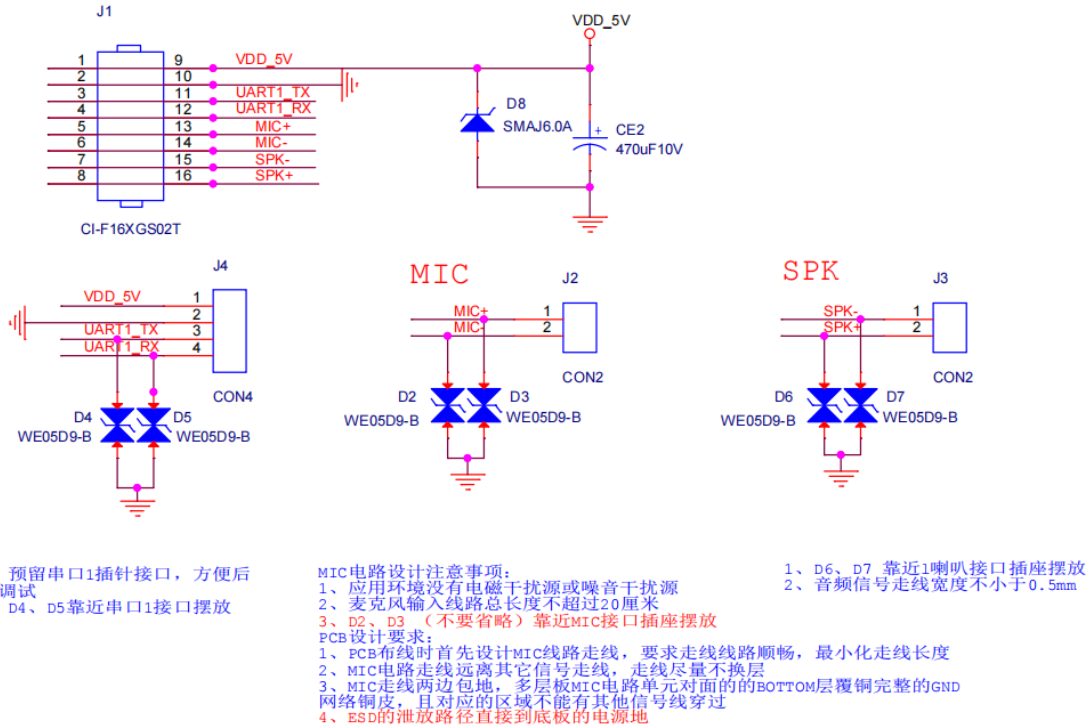 J1
VDD_5V
1 9 VDD_5V
2 10
3 11 UART1_TX
4 12 UART1_RX
5 13 MIC+
6 14 MIC-
7 15 SPK-
8 16 SPK+
CI-F16XGS02T
D8
SMAJ6.0A
+ CE2
470uF10V
J4
VDD_5V 1
2
UART1_TX 3
UART1_RX 4
CON4
D4 D5
WE05D9-B WE05D9-B
MIC
J2
MIC+ 1
MIC- 2
CON2
D2 D3
WE05D9-B WE05D9-B
SPK
J3
SPK- 1
SPK+ 2
CON2
D6 D7
WE05D9-B WE05D9-B
预留串口1插针接口，方便后
调试
D4、D5靠近串口1接口摆放
MIC电路设计注意事项：
1、应用环境没有电磁干扰源或噪音干扰源
2、麦克风输入线路总长度不超过20厘米
3、D2、D3 （不要省略）靠近MIC接口插座摆放
PCB设计要求：
1、PCB布线时首先设计MIC线路走线，要求走线线路顺畅，最小化走线长度
2、MIC电路走线远离其它信号走线，走线尽量不换层
3、MIC走线两边包地，多层板MIC电路单元对面的的BOTTOM层覆铜完整的GND
网络铜皮，且对应的区域不能有其他信号线穿过
4、ESD的泄放路径直接到底板的电源地
1、D6、D7 靠近1喇叭接口插座摆放
2、音频信号走线宽度不小于0.5mm